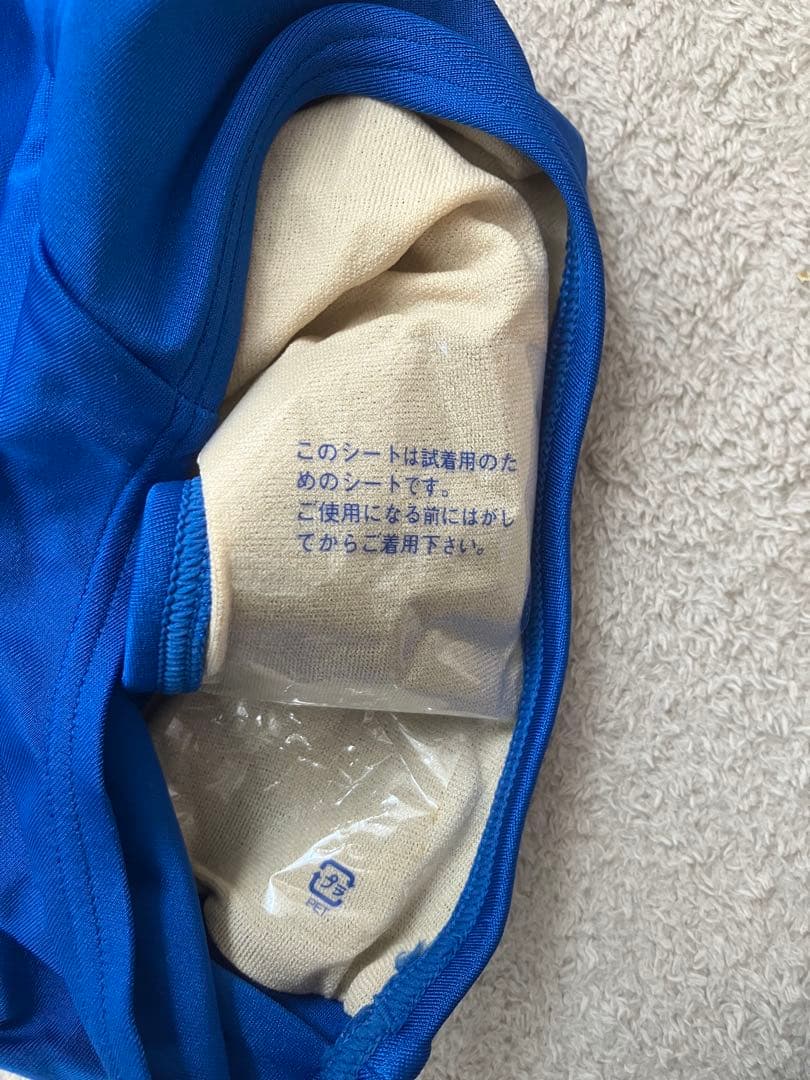 このシートは試着用のた
めのシートです。
ご使用になる前にはがし
てからご着用下さい。
プラ
PET